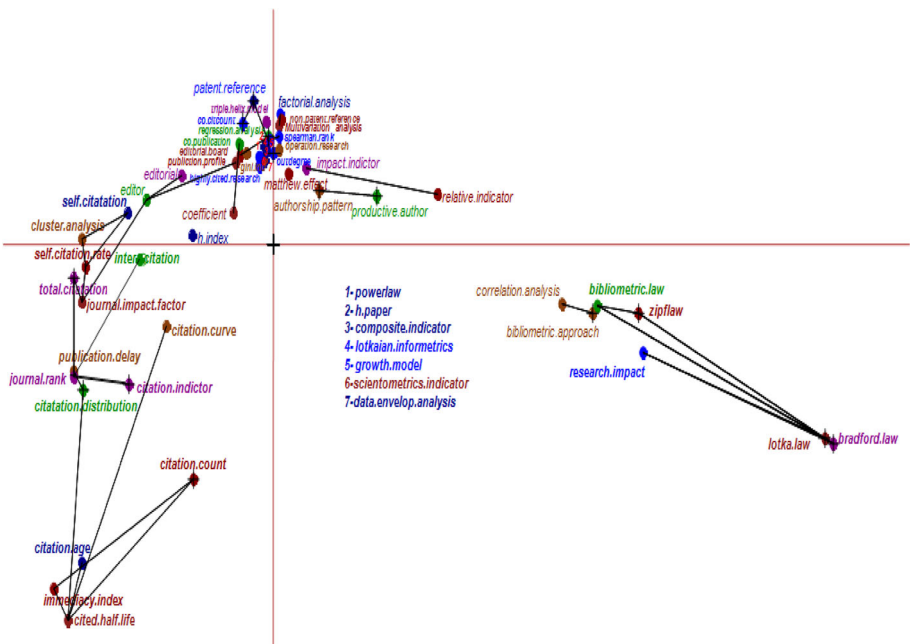 patent.reference
factorial.analysis
triple.helix.model
non.patent.reference
co.citcount
Multivariation analysis
regression.analysis
spearman.rank
co.publication
operation.research
editorial.board
publication.profile
outdegree
impact.indictor
editorial
highly.cited.research
matthew.effect
editor
relative.indicator
self.citatation
authorship.pattern
productive.author
coefficient
cluster.analysis
h.index
self.citation.rate
inter.citation
total.citation
journal.impact.factor
correlation.analysis
bibliometric.law
zipflaw
1- powerlaw
2- h.paper
3- composite.indicator
4- lotkaian.informetrics
5- growth.model
6-scientometrics.indicator
7-data.envelop.analysis
citation.curve
bibliometric.approach
publication.delay
journal.rank
citation.indictor
research.impact
citatation.distribution
lotka.law
bradford.law
citation.count
citation.age
immediacy.index
cited.half.life